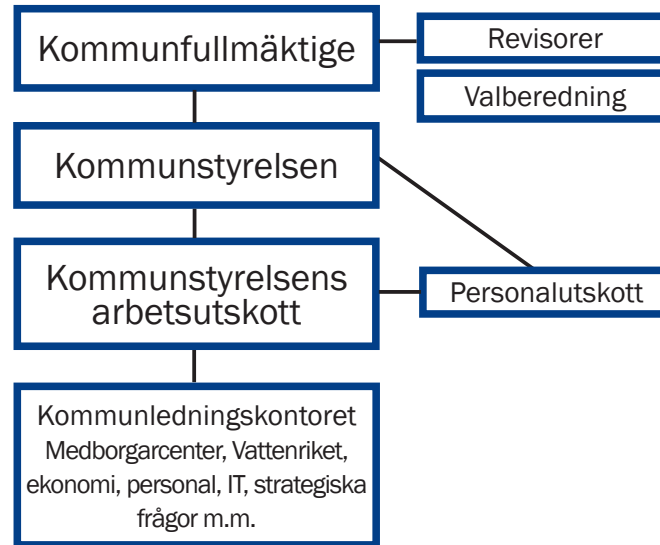 Kommunfullmäktige
Revisorer
Valberedning
Kommunstyrelsen
Kommunstyrelsens
arbetsutskott
Personalutskott
Kommunledningskontoret
Medborgarcenter, Vattenriket,
ekonomi, personal, IT, strategiska
frågor m.m.